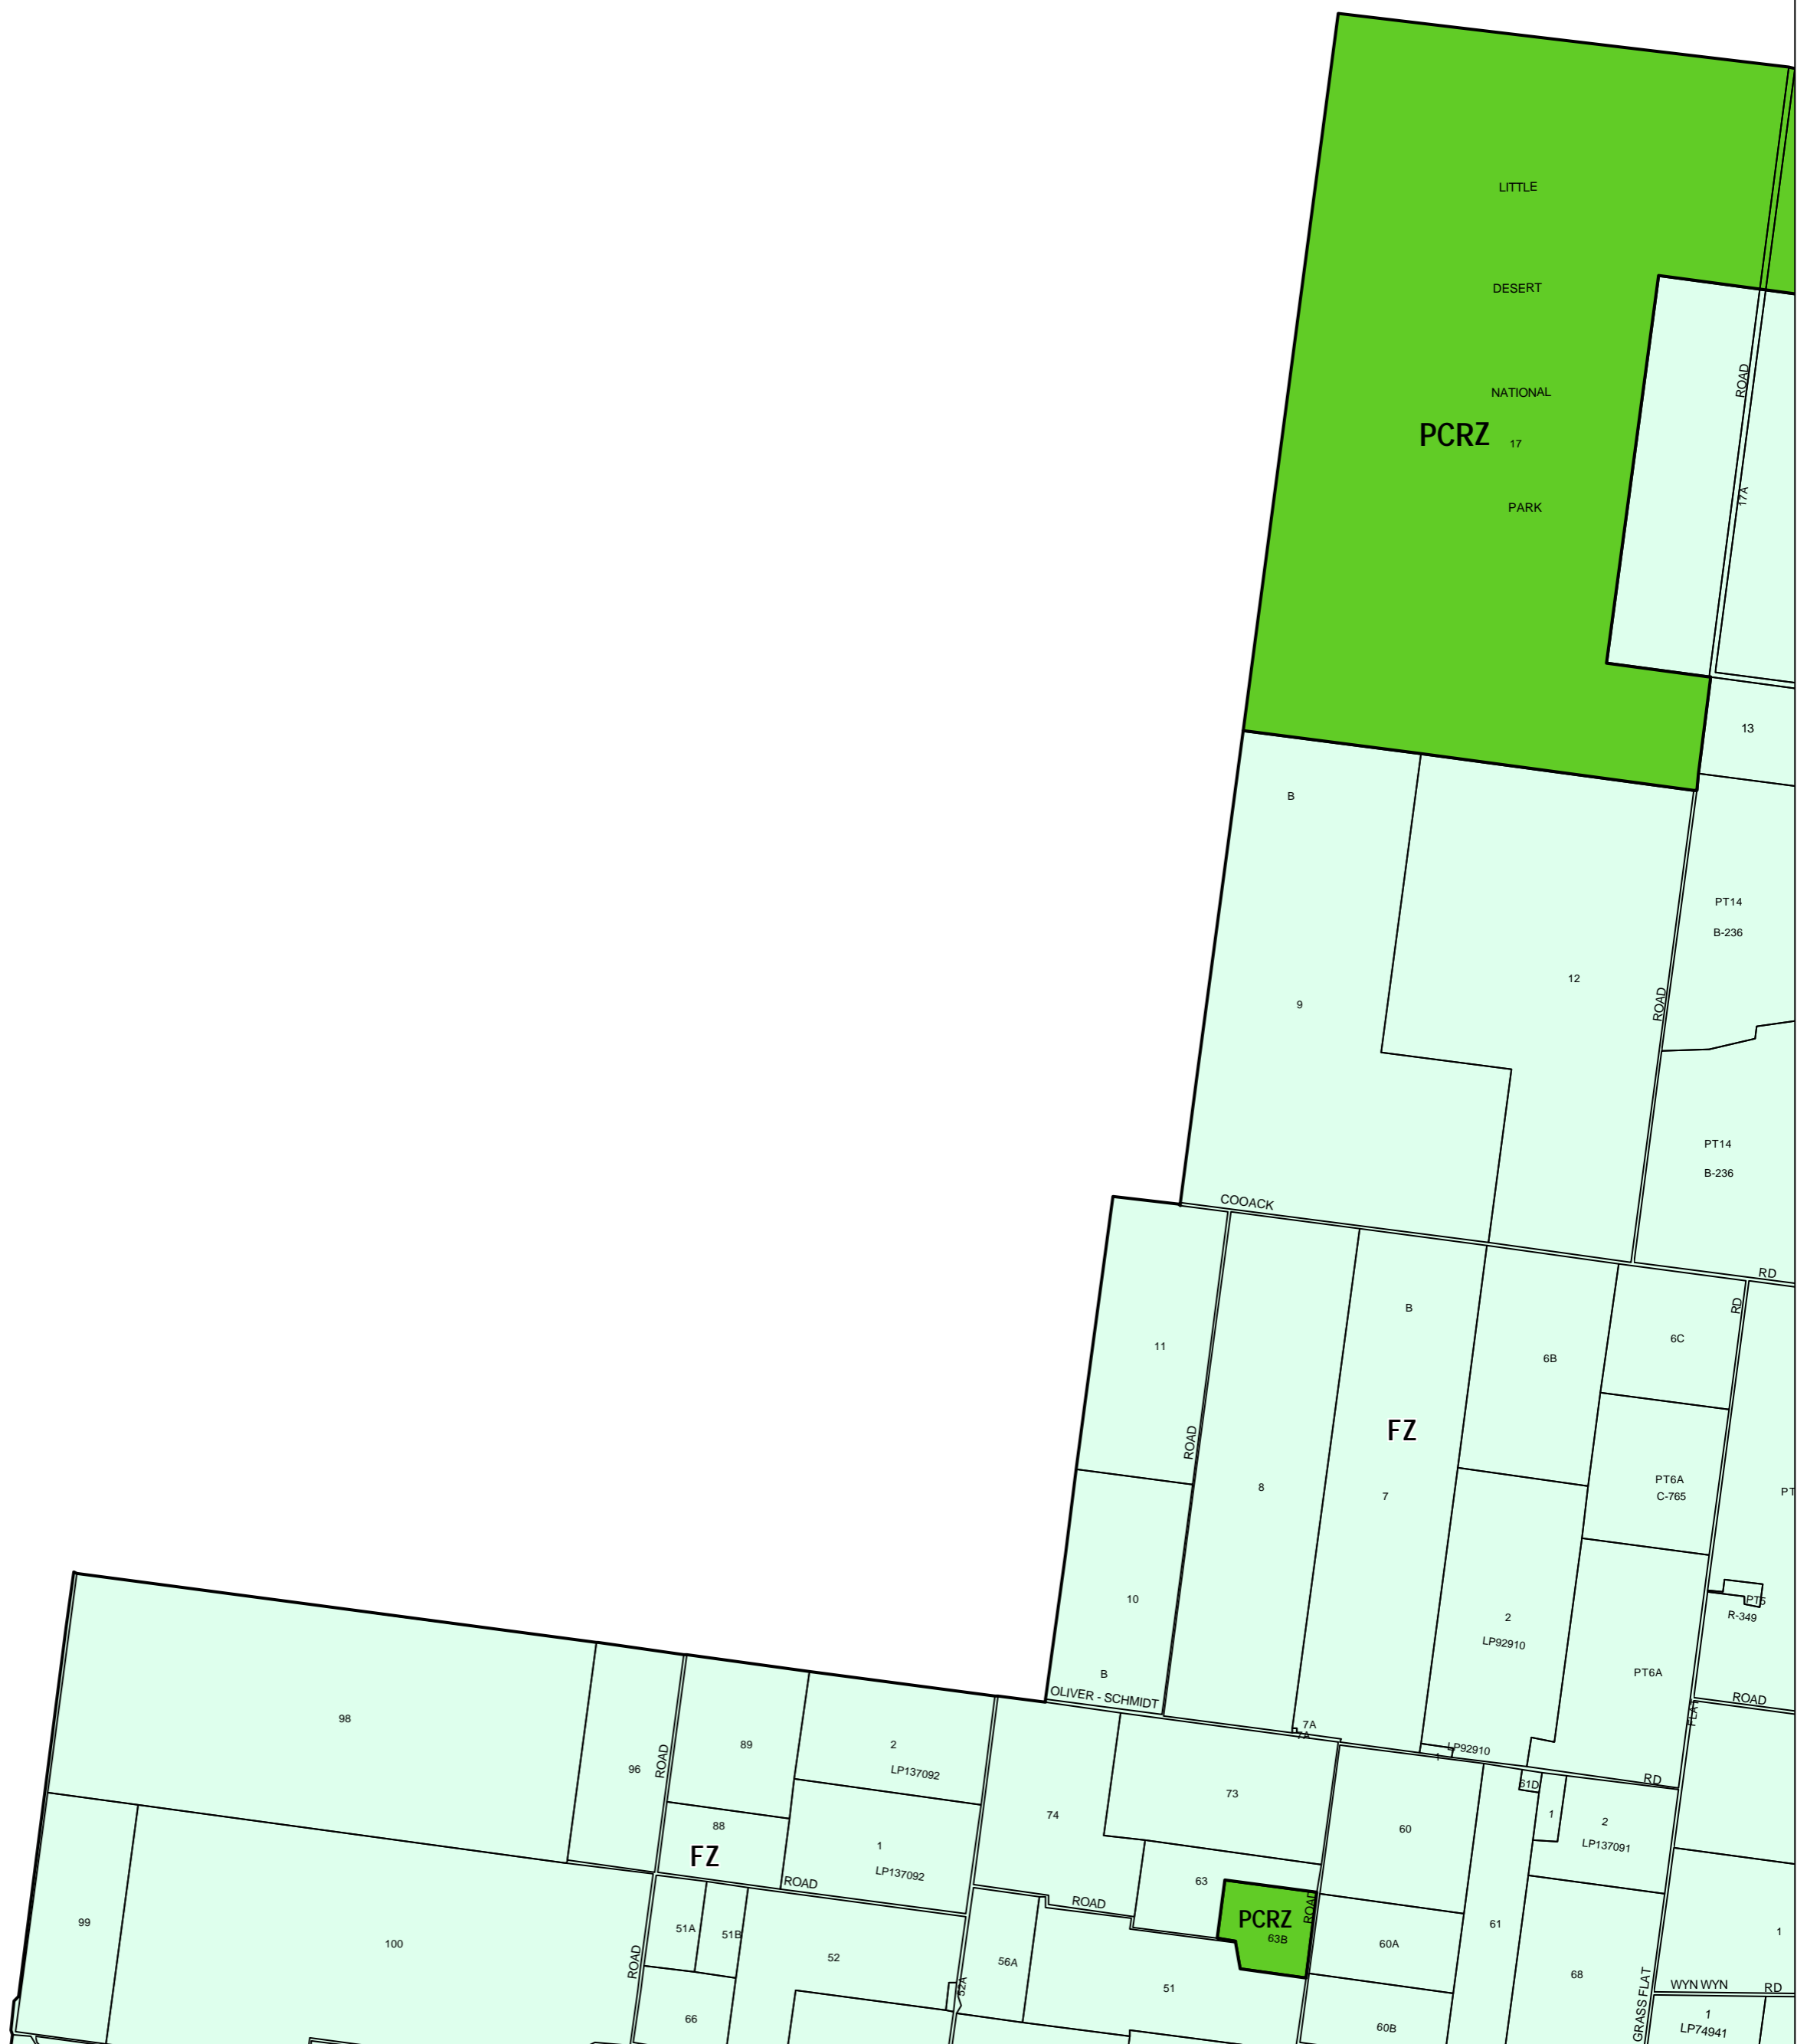 LITTLE
DESERT
NATIONAL
ROAD
PCRZ
17
17A
PARK
13
B
PT14
B-236
12
9
ROAD
PT14
B-236
COOACK
RD
RD
B
11
6C
6B
FZ
ROAD
PT6A
C-765
8
7
PT
10
PT5
R-349
2
LP92910
B
PT6A
OLIVER - SCHMIDT
ROAD
FLAT
98
7A
7A
89
2
LP137092
ROAD
96
LP92910
1
RD
61D
73
74
60
1
2
LP137091
88
FZ
1
LP137092
ROAD
63
ROAD
ROAD
PCRZ
63B
99
100
51A
51B
52
ROAD
56A
52A
51
60A
61
68
1
GRASS FLAT
WYN WYN
RD
66
60B
1
LP74941